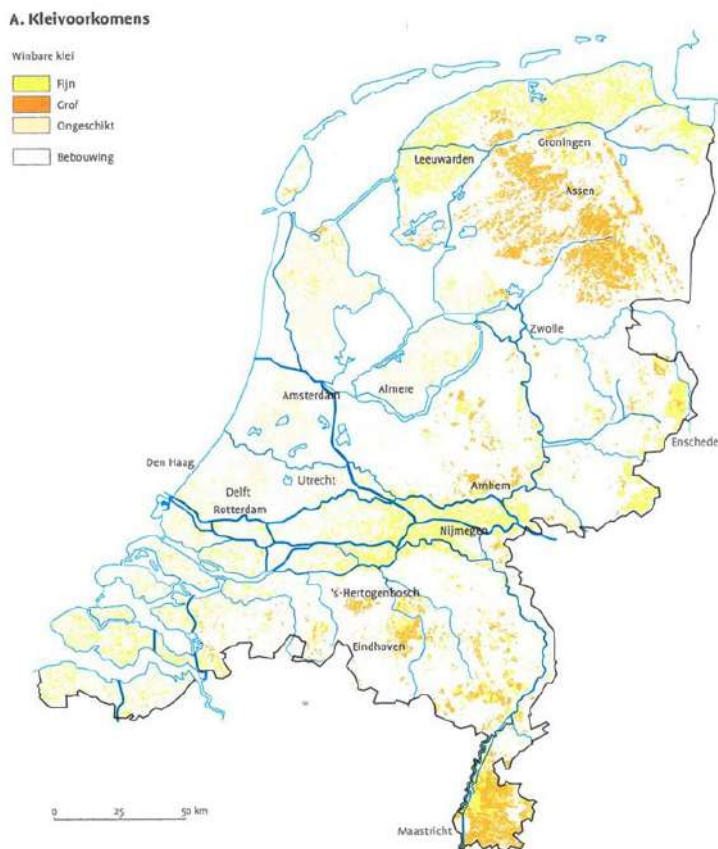 A. Kleivoorkomens
Winbare klei
Fijn
Grof
Ongeschikt
Bebouwing
Groningen
Leeuwarden
Assen
Zwolle
Amsterdam
Almere
Enschede
Den Haag
Utrecht
Arnhem
Delft
Rotterdam
Nijmegen
's-Hertogenbosch
Eindhoven
Maastricht
0 25 50 km